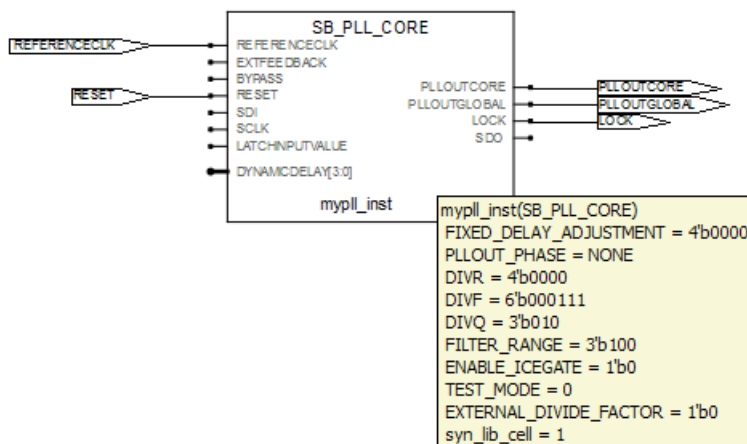 SB_PLL_CORE
REFERENCECLK
REFERENCECLK
EXTFEEDBACK
BYPASS
RESET
RESET
SDI
SCLK
LATCHINPUTVALUE
DYNAMICDELAY[3:0]
PLLOUTCORE
PLLOUTCORE
PLLOUTGLOBAL
PLLOUTGLOBAL
LOCK
LOCK
SDO
mypll_inst
mypll_inst(SB_PLL_CORE)
FIXED_DELAY_ADJUSTMENT = 4'b0000
PLLOUT_PHASE = NONE
DIVR = 4'b0000
DIVF = 6'b000111
DIVQ = 3'b010
FILTER_RANGE = 3'b100
ENABLE_ICEGATE = 1'b0
TEST_MODE = 0
EXTERNAL_DIVIDE_FACTOR = 1'b0
syn_lib_cell = 1